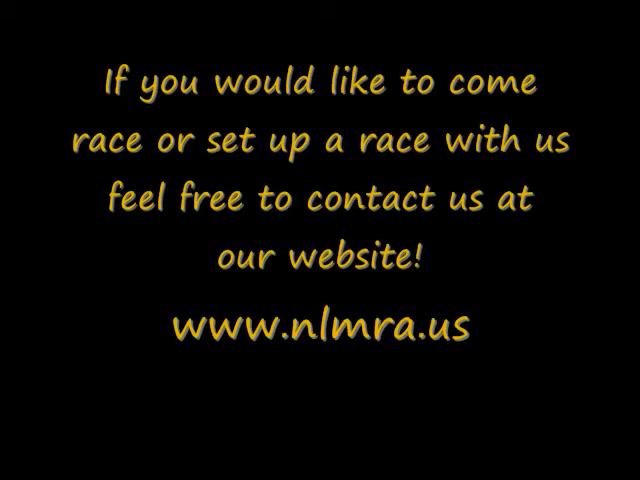 If you would like to come
race or set up a race with us
feel free to contact us at
our website!
www.nlmra.us